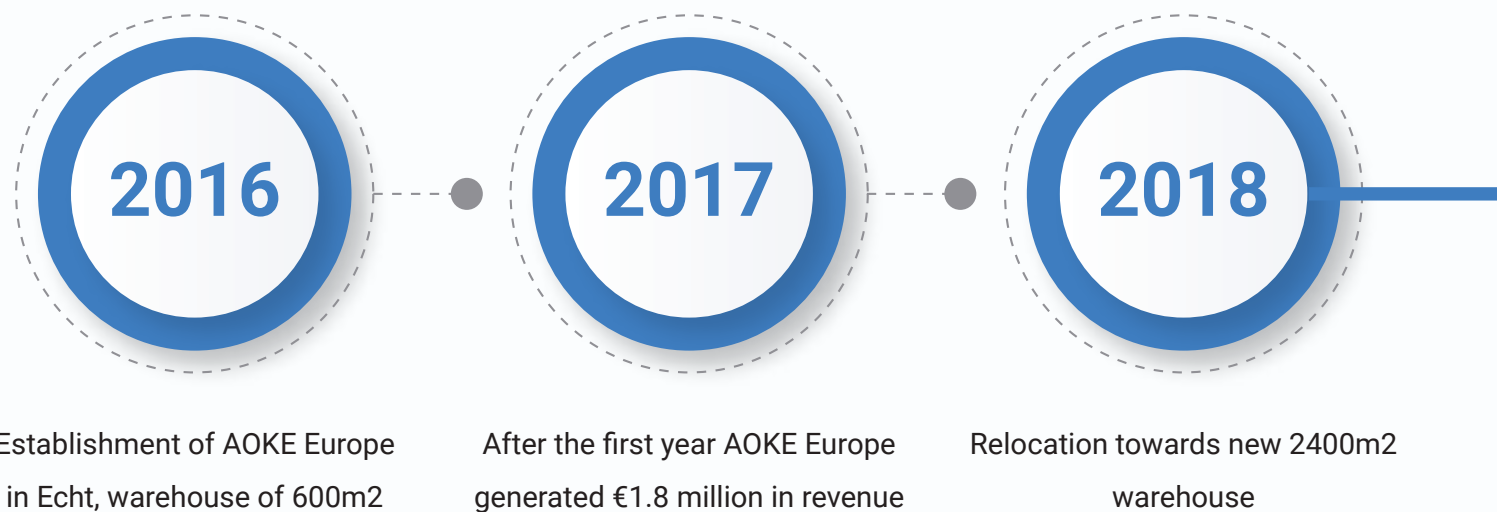 2016
2017
2018
Establishment of AOKE Europe
in Echt, warehouse of 600m2
After the first year AOKE Europe
generated €1.8 million in revenue
Relocation towards new 2400m2
warehouse